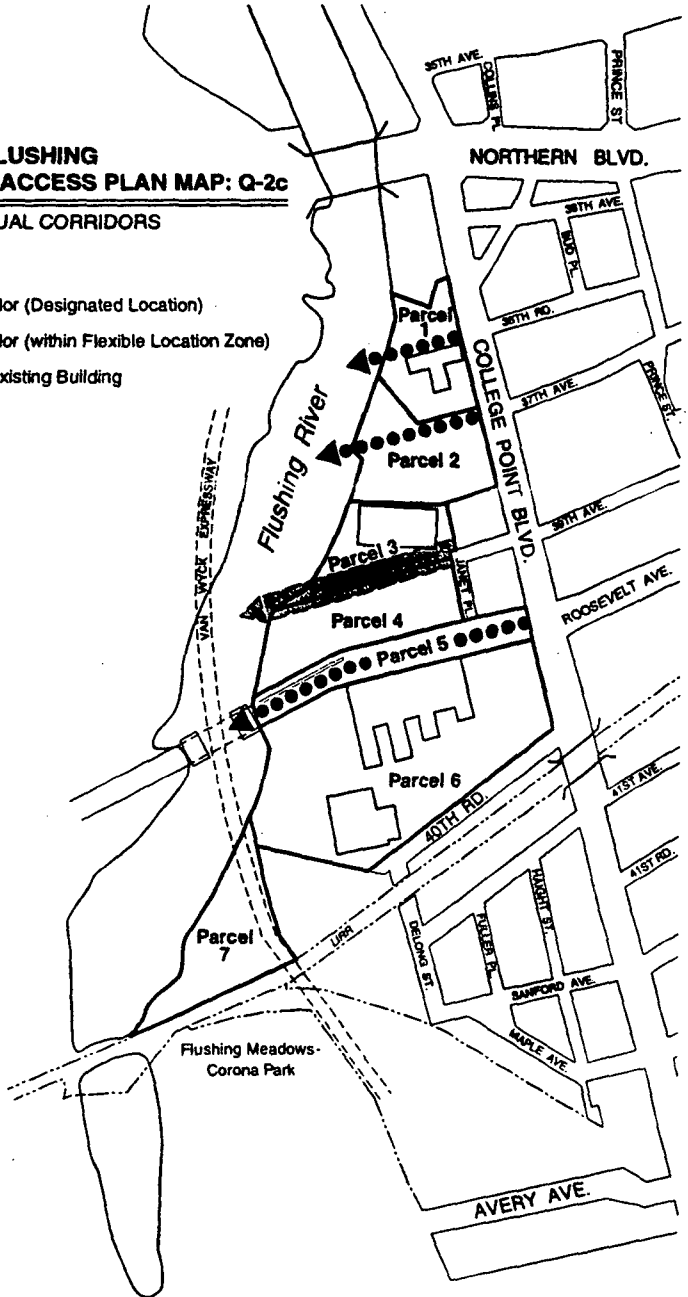 LUSHING
ACCESS PLAN MAP: Q-2c
UAL CORRIDORS
lor (Designated Location)
lor (within Flexible Location Zone)
xisting Building
35TH AVE.
COLLINS PL.
PRINCE ST.
NORTHERN BLVD.
36TH AVE.
BUD PL.
36TH RD.
Parcel
1
COLLEGE POINT BLVD.
37TH AVE.
PRINCE ST.
Flushing River
Parcel 2
VAN WYCK EXPRESSWAY
39TH AVE.
Parcel 3
JANET PL.
ROOSEVELT AVE.
Parcel 4
Parcel 5
Parcel 6
40TH RD.
41ST AVE.
41ST RD.
HAIGHT ST.
FULLER PL.
DELONG ST.
Parcel
7
LIRR
SANFORD AVE.
MAPLE AVE.
Flushing Meadows-
Corona Park
AVERY AVE.